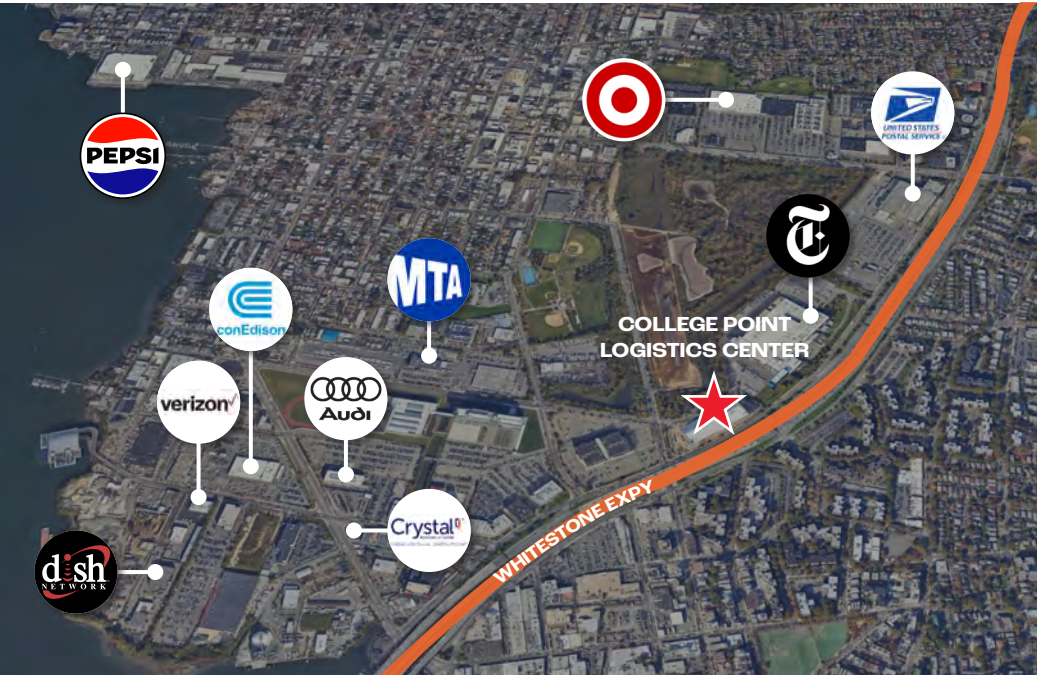 PEPSI
UNITED STATES
POSTAL SERVICE
T
MTA
conEdison
COLLEGE POINT
LOGISTICS CENTER
verizon
Audi
Crystal
WHITESTONE EXPY
dish
NETWORK